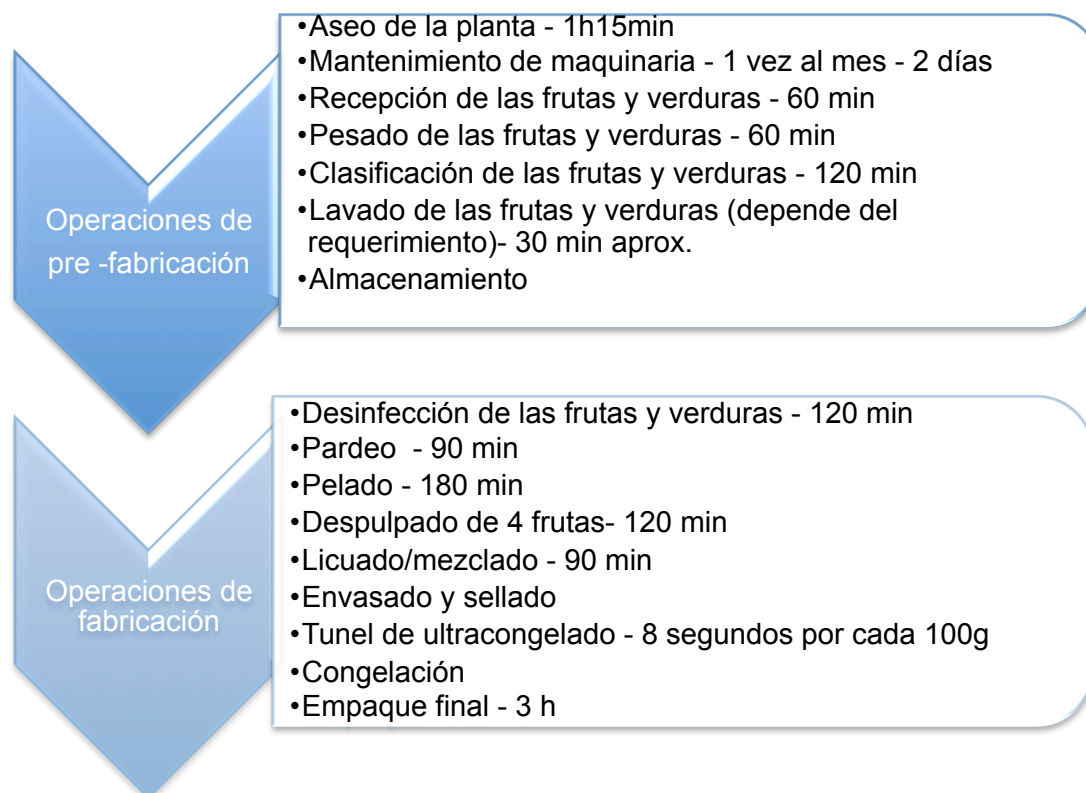 Operaciones de
pre -fabricación
•Aseo de la planta - 1h15min
•Mantenimiento de maquinaria - 1 vez al mes - 2 días
•Recepción de las frutas y verduras - 60 min
•Pesado de las frutas y verduras - 60 min
•Clasificación de las frutas y verduras - 120 min
•Lavado de las frutas y verduras (depende del
requerimiento)- 30 min aprox.
•Almacenamiento
Operaciones de
fabricación
•Desinfección de las frutas y verduras - 120 min
•Pardeo - 90 min
•Pelado - 180 min
•Despulpado de 4 frutas- 120 min
•Licuado/mezclado - 90 min
•Envasado y sellado
•Tunel de ultracongelado - 8 segundos por cada 100g
•Congelación
•Empaque final - 3 h